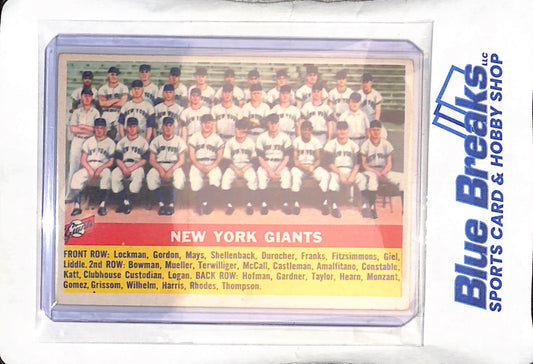 Giants
NEW YORK GIANTS
FRONT ROW: Lockman, Gordon, Mays, Shellenback, Durocher, Franks, Fitzsimmons, Giel,
Liddle. 2nd ROW: Bowman, Mueller, Terwilliger, McCall, Castleman, Amalfitano, Constable,
Katt, Clubhouse Custodian, Logan. BACK ROW: Hofman, Gardner, Taylor, Hearn, Monzant,
Gomez, Grissom, Wilhelm, Harris, Rhodes, Thompson.
Blue Breaks LLC
SPORTS CARD & HOBBY SHOP